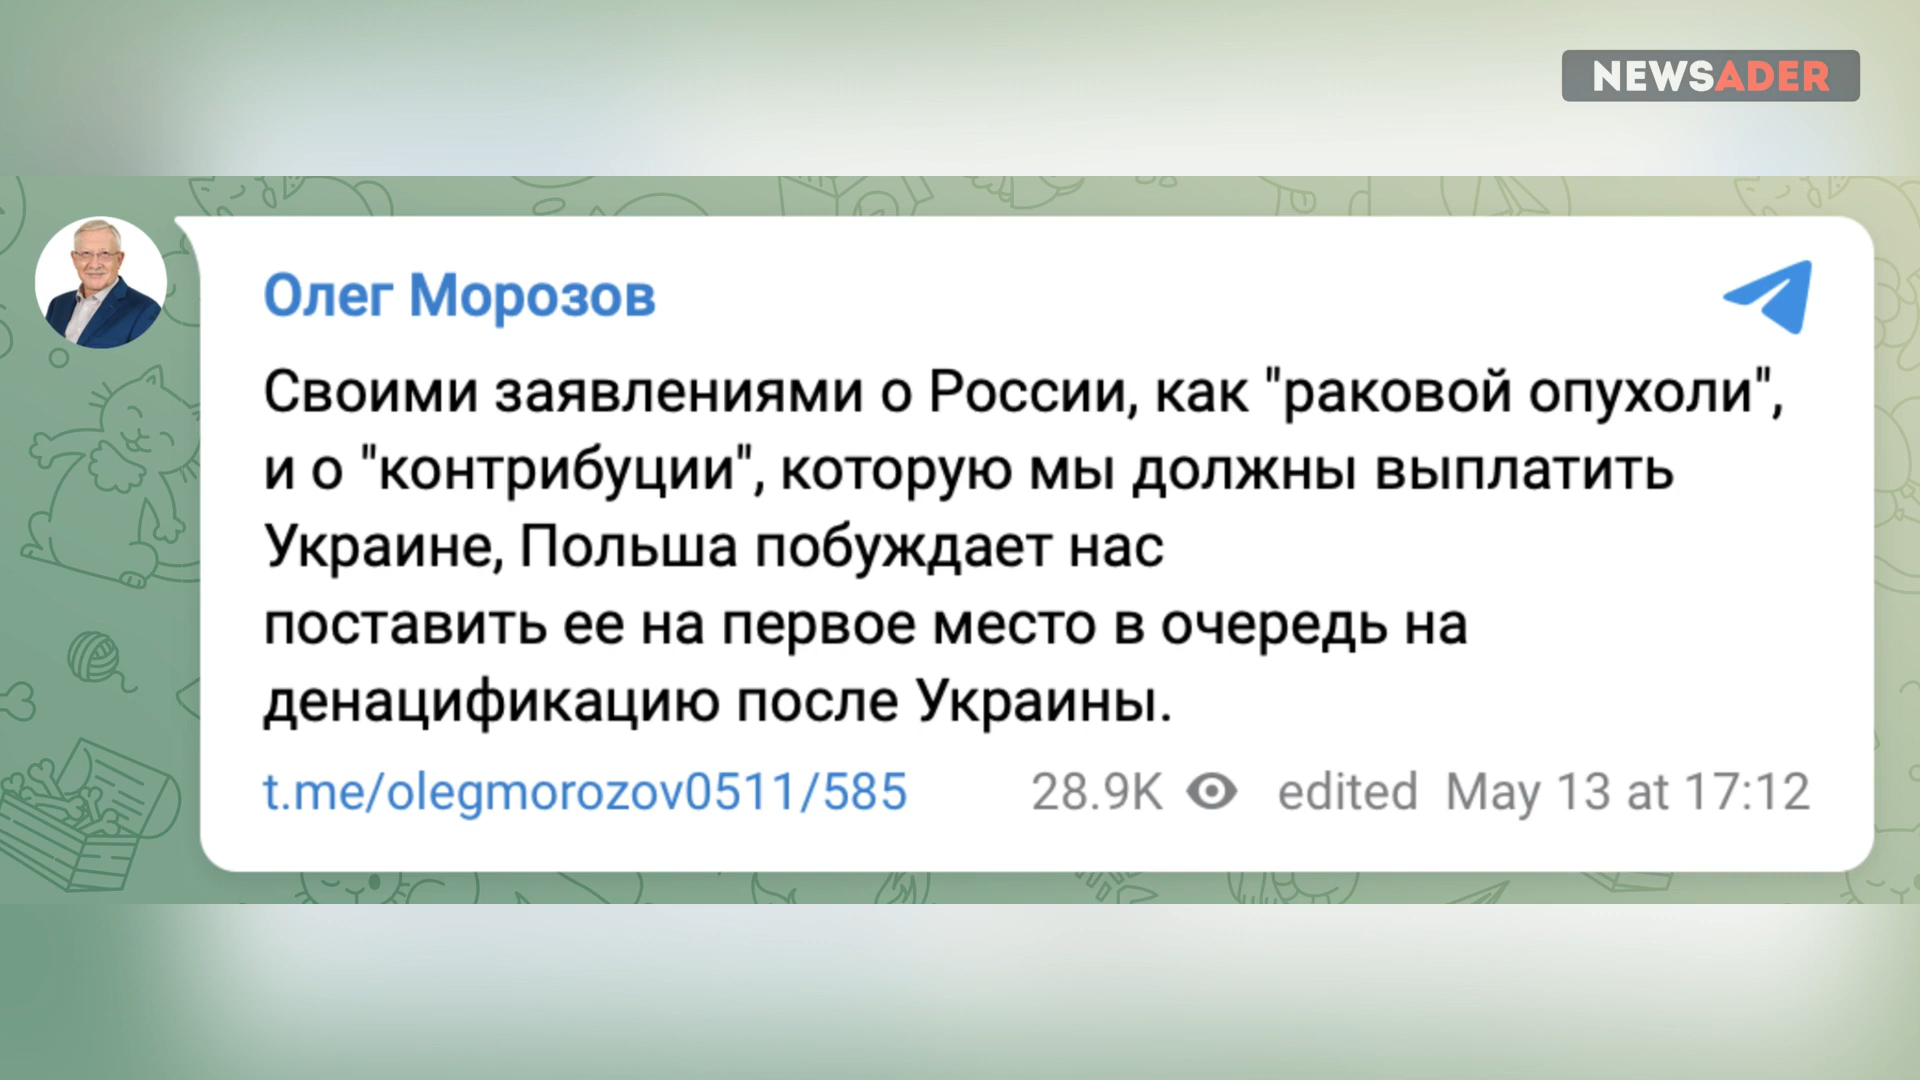 NEWSADER
Олег Морозов
Своими заявлениями о России, как "раковой опухоли",
и о "контрибуции", которую мы должны выплатить
Украине, Польша побуждает нас
поставить ее на первое место в очередь на
денацификацию после Украины.
t.me/olegmorozov0511/585 28.9K edited May 13 at 17:12